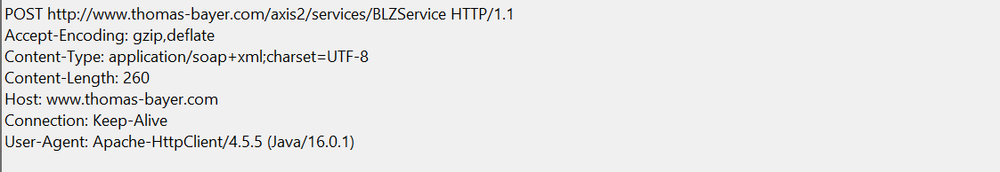 POST http://www.thomas-bayer.com/axis2/services/BLZService HTTP/1.1
Accept-Encoding: gzip,deflate
Content-Type: application/soap+xml;charset=UTF-8
Content-Length: 260
Host: www.thomas-bayer.com
Connection: Keep-Alive
User-Agent: Apache-HttpClient/4.5.5 (Java/16.0.1)